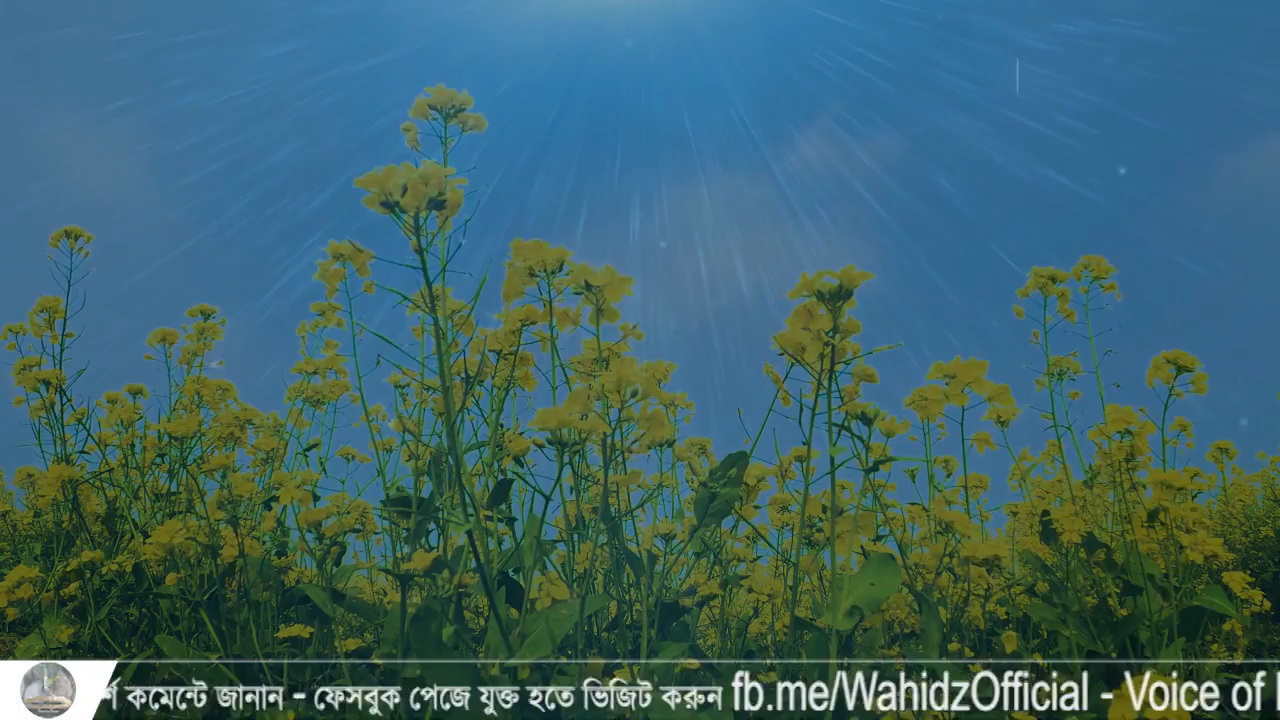 র্শ কমেন্টে জানান - ফেসবুক পেজে যুক্ত হতে ভিজিট করুন fb.me/WahidzOfficial - Voice of